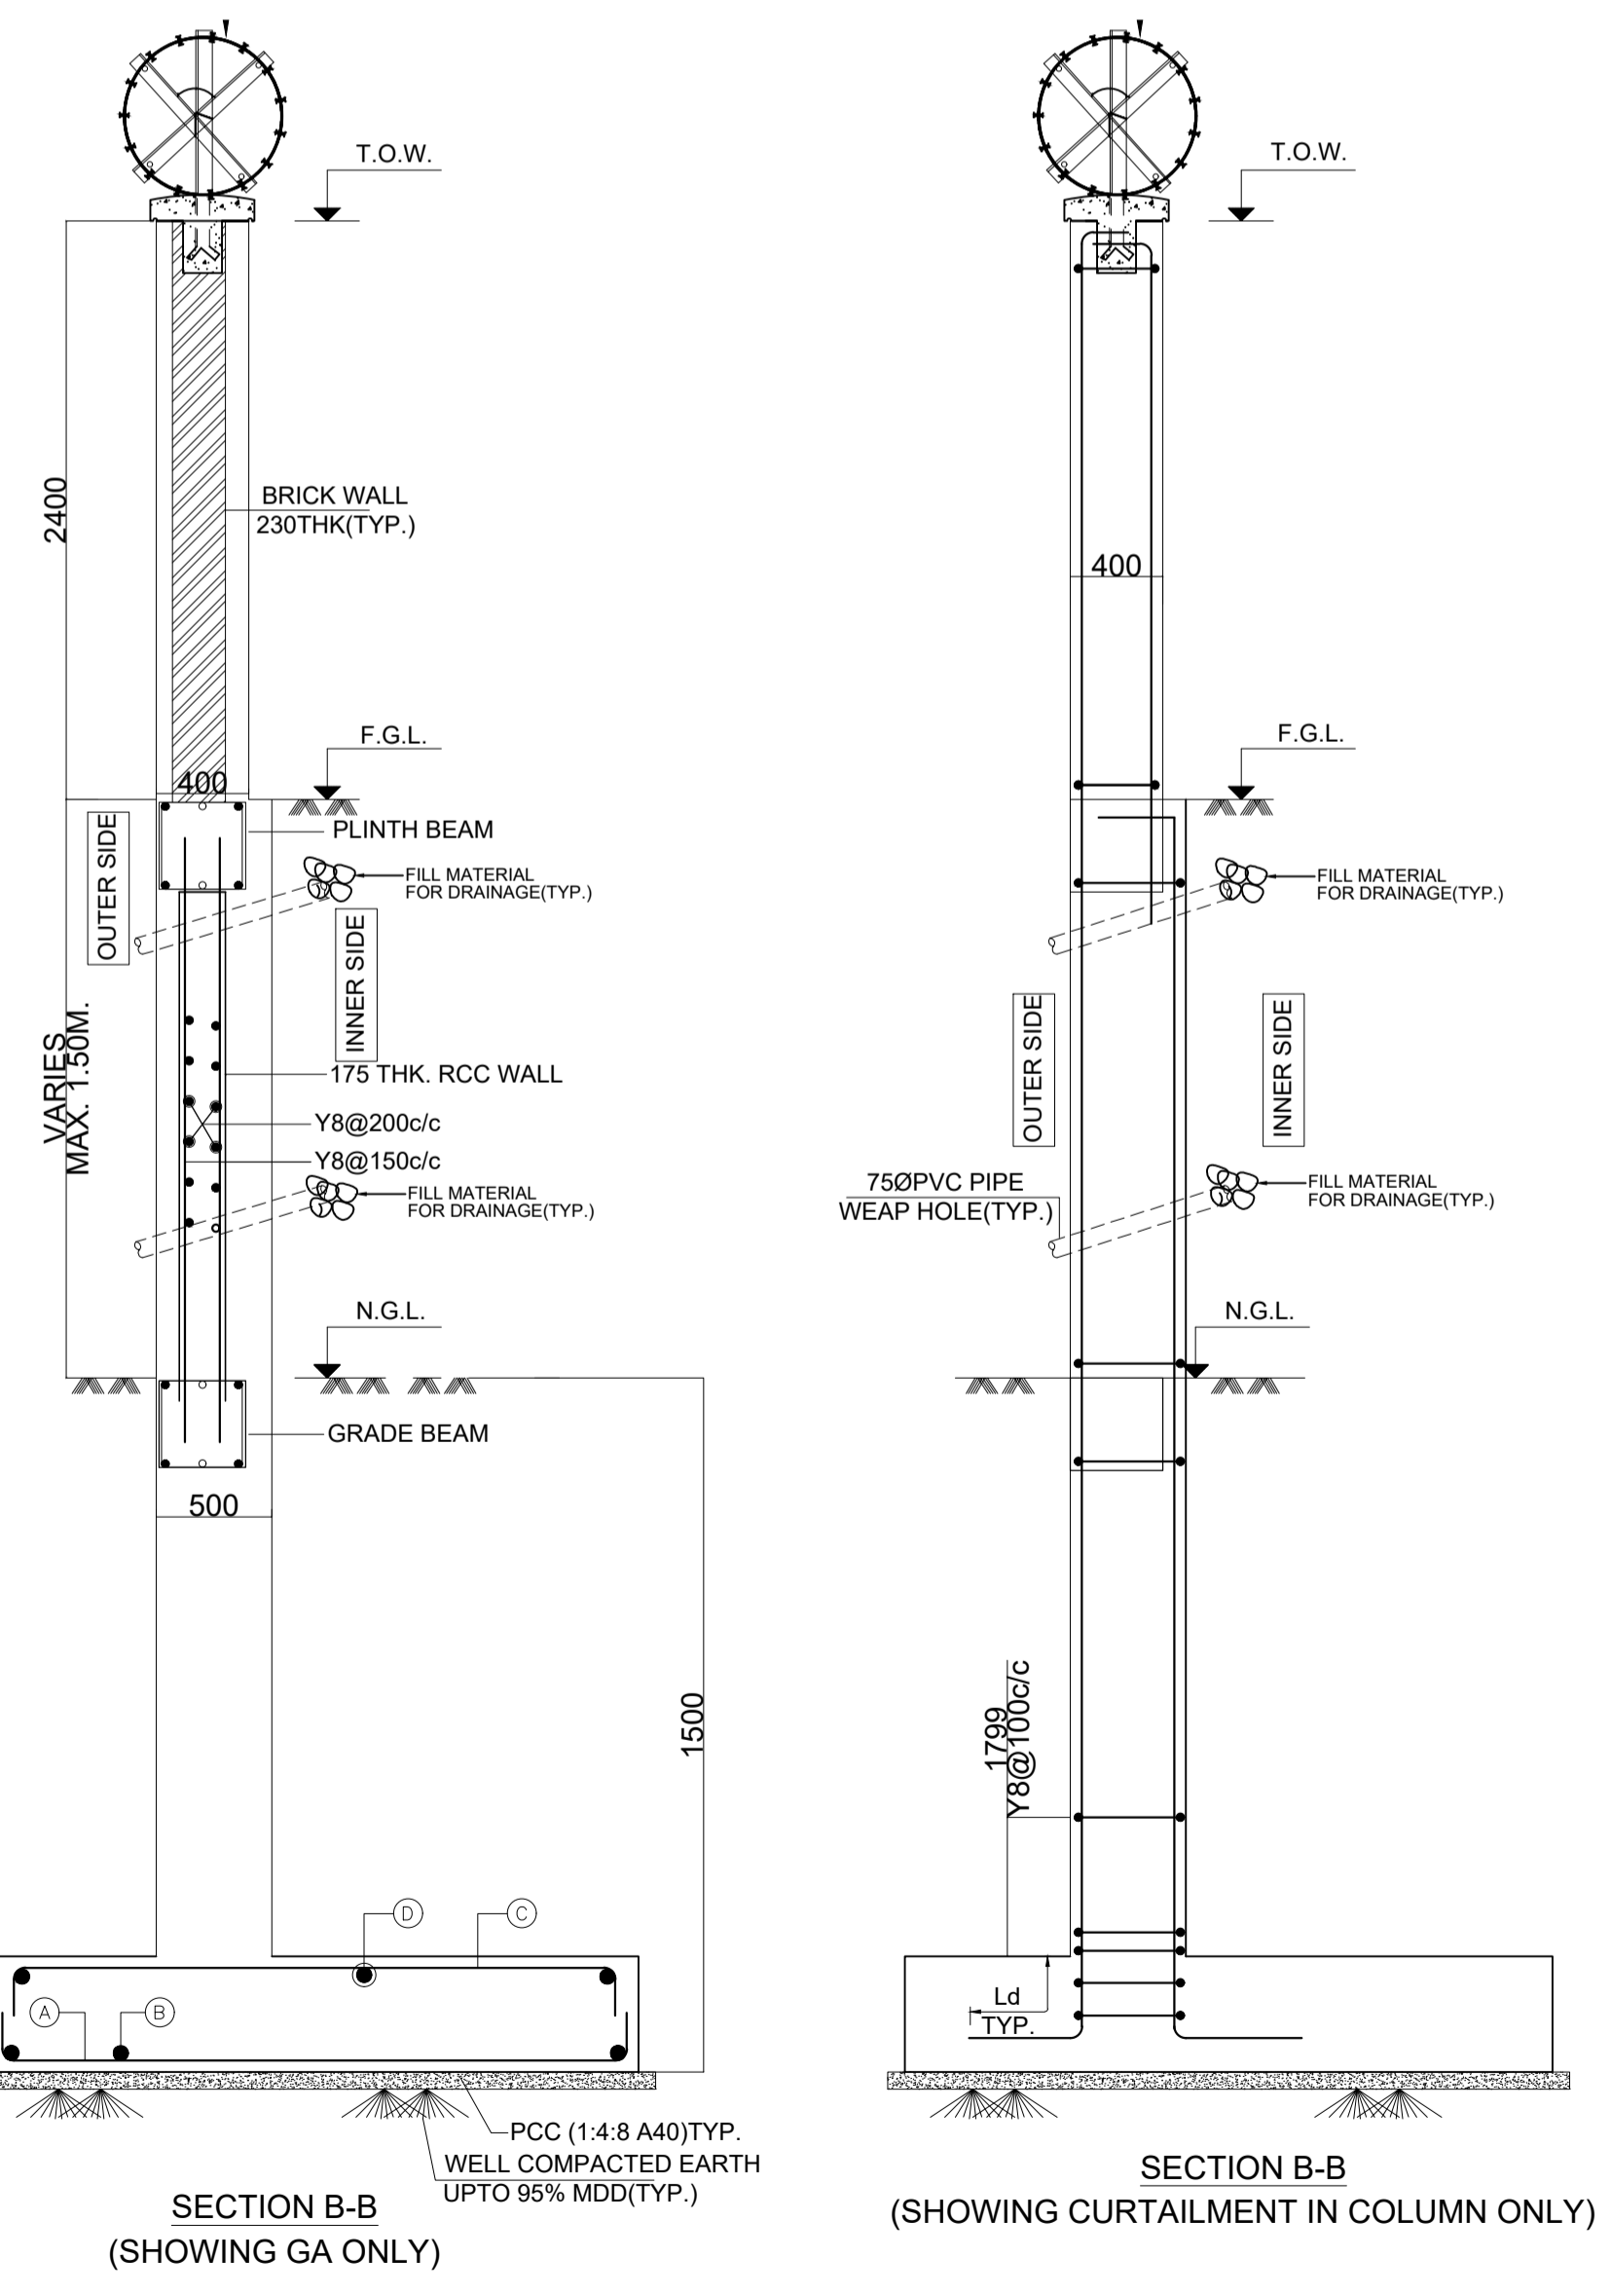 T.O.W.
2400
BRICK WALL
230THK(TYP.)
F.G.L.
400
PLINTH BEAM
OUTER SIDE
FILL MATERIAL
FOR DRAINAGE(TYP.)
INNER SIDE
VARIES
MAX. 1.50M.
175 THK. RCC WALL
Y8@200c/c
Y8@150c/c
FILL MATERIAL
FOR DRAINAGE(TYP.)
N.G.L.
GRADE BEAM
500
1500
D
C
A
B
PCC (1:4:8 A40)TYP.
WELL COMPACTED EARTH
UPTO 95% MDD(TYP.)
SECTION B-B
(SHOWING GA ONLY)
T.O.W.
400
F.G.L.
FILL MATERIAL
FOR DRAINAGE(TYP.)
OUTER SIDE
INNER SIDE
75ØPVC PIPE
WEAP HOLE(TYP.)
FILL MATERIAL
FOR DRAINAGE(TYP.)
N.G.L.
1799
Y8@100c/c
Ld
TYP.
SECTION B-B
(SHOWING CURTAILMENT IN COLUMN ONLY)